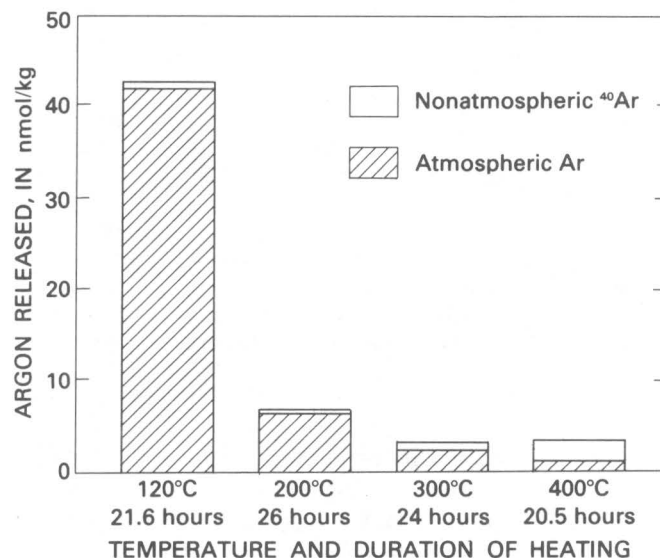 50
40
30
20
10
0
ARGON RELEASED, IN nmol/kg
Nonatmospheric ⁴⁰Ar
Atmospheric Ar
120°C 200°C 300°C 400°C
21.6 hours 26 hours 24 hours 20.5 hours
TEMPERATURE AND DURATION OF HEATING